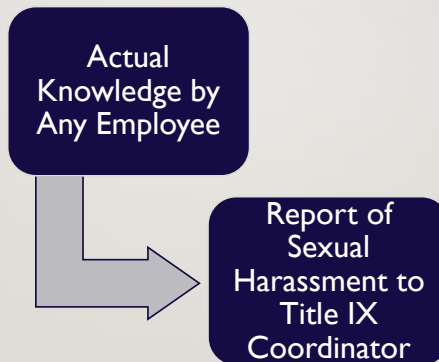 Actual
Knowledge by
Any Employee
Report of
Sexual
Harassment to
Title IX
Coordinator